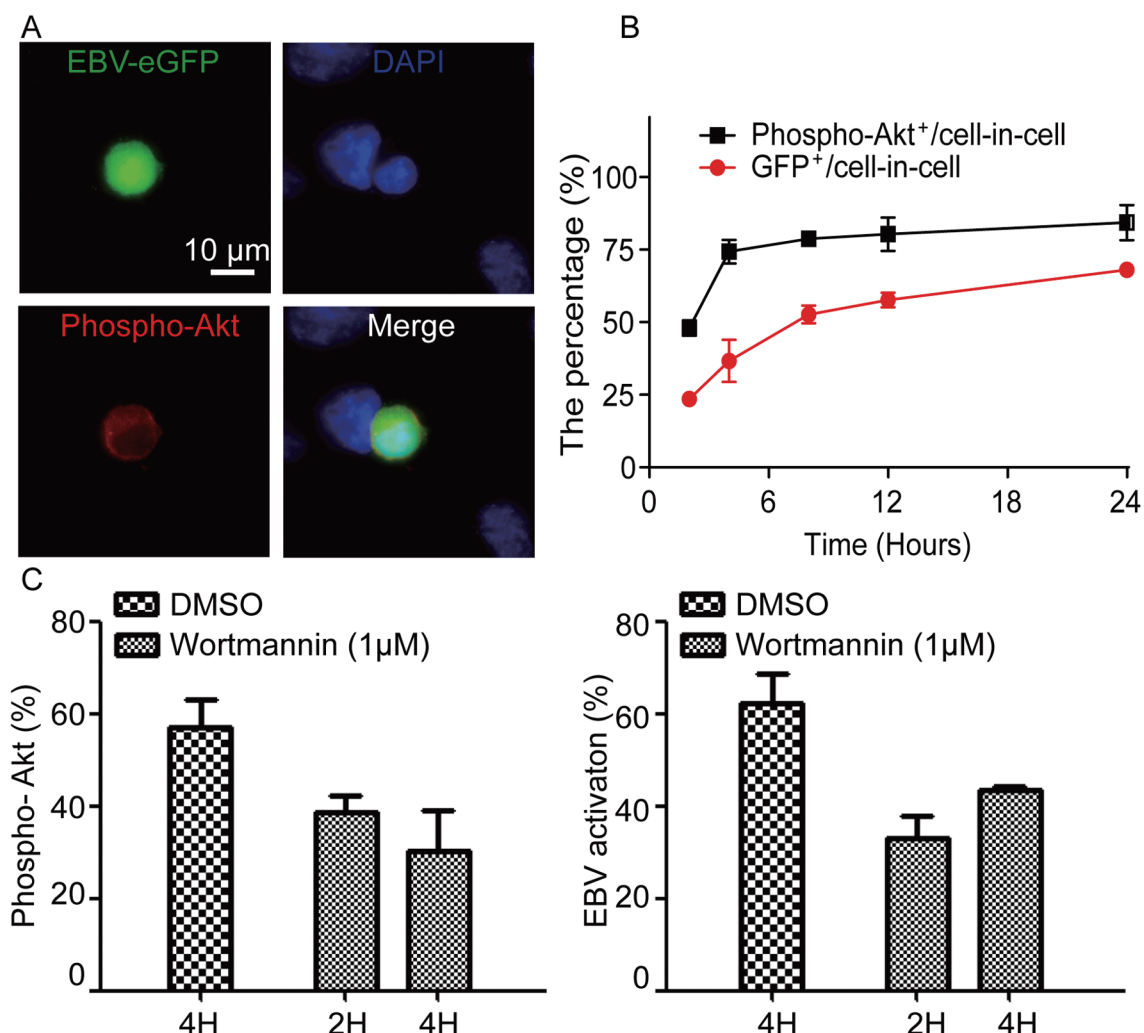 A
EBV-eGFP
DAPI
10 µm
Phospho-Akt
Merge
B
Phospho-Akt+/cell-in-cell
GFP+/cell-in-cell
The percentage (%)
100
75
50
25
0
0 6 12 18 24
Time (Hours)
C
DMSO
Wortmannin (1µM)
Phospho- Akt (%)
80
60
40
20
0
4H 2H 4H
DMSO
Wortmannin (1µM)
EBV activaton (%)
80
60
40
20
0
4H 2H 4H